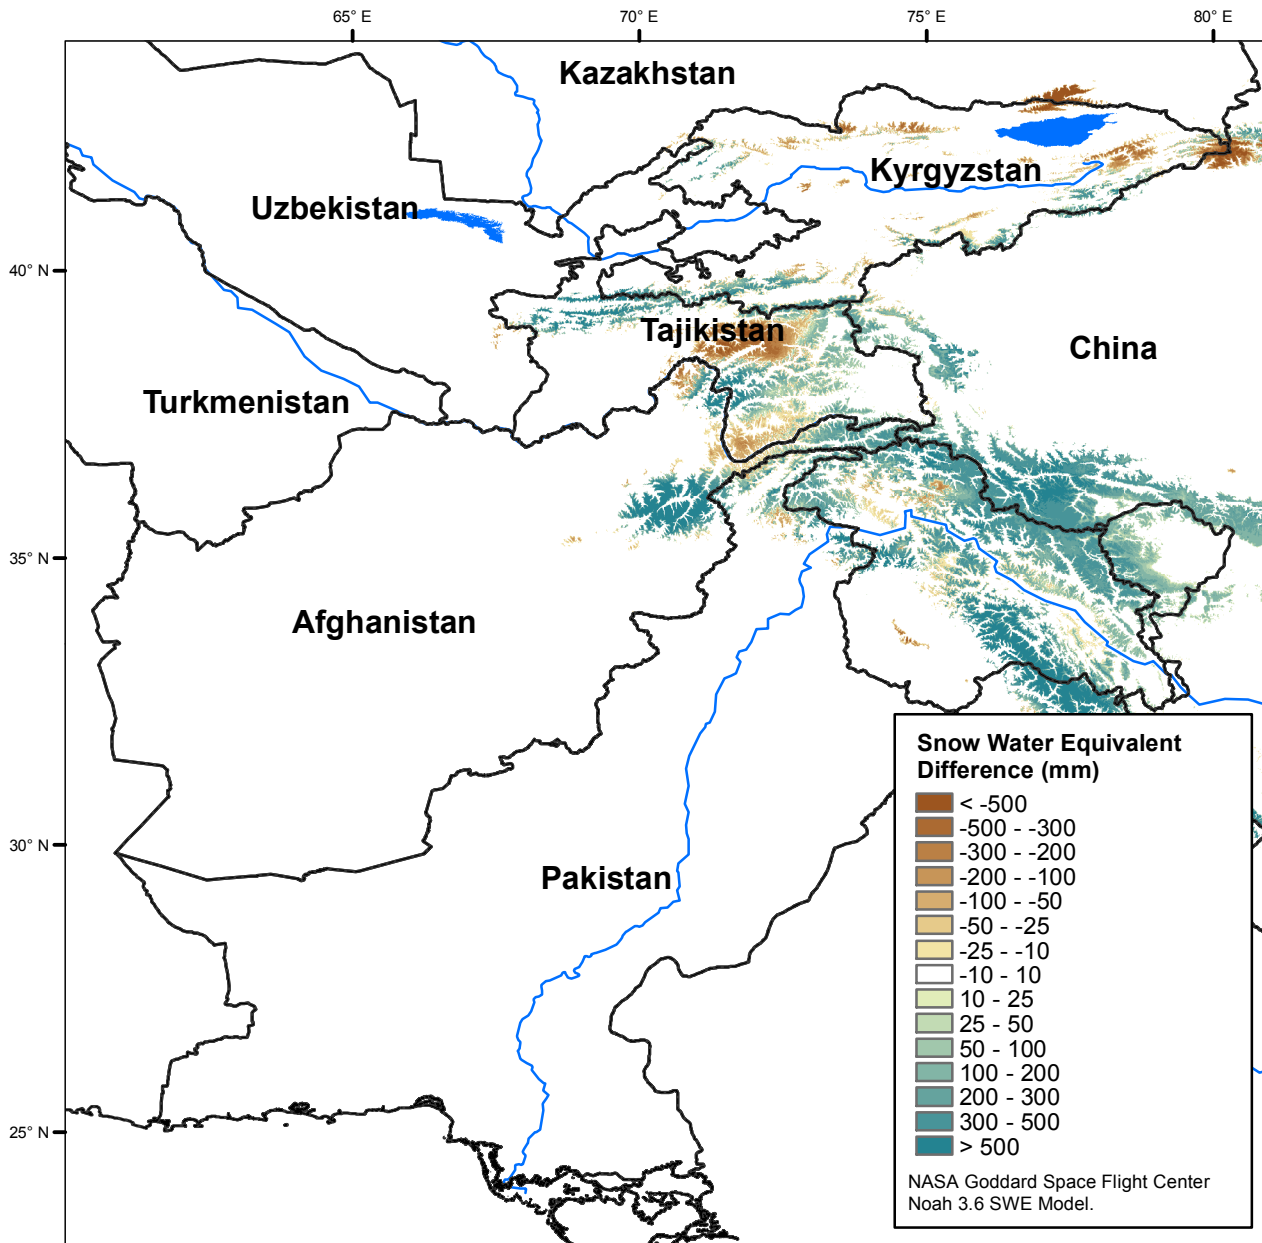 65° E
70° E
75° E
80° E
Kazakhstan
Kyrgyzstan
Uzbekistan
40° N
Tajikistan
China
Turkmenistan
35° N
Afghanistan
30° N
Pakistan
25° N
Snow Water Equivalent
Difference (mm)
< -500
-500 - -300
-300 - -200
-200 - -100
-100 - -50
-50 - -25
-25 - -10
-10 - 10
10 - 25
25 - 50
50 - 100
100 - 200
200 - 300
300 - 500
> 500
NASA Goddard Space Flight Center
Noah 3.6 SWE Model.